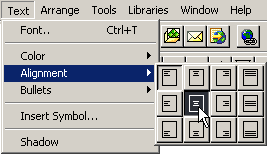 Text Arrange Tools Libraries Window Help
Font.. Ctrl+T
Color
Alignment
Bullets
Insert Symbol...
Shadow